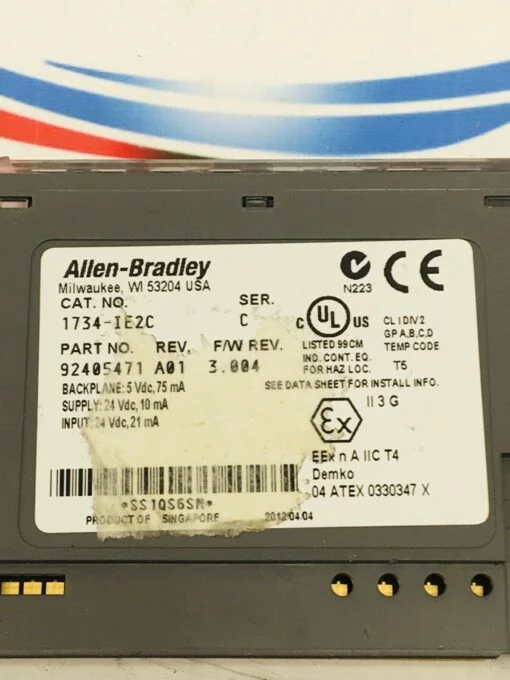 Allen-Bradley
Milwaukee, WI 53204 USA
CAT. NO. SER.
1734-IE2C C
PART NO. REV. F/W REV.
92405471 A01 3.004
BACKPLANE: 5 Vdc, 75 mA
SUPPLY: 24 Vdc, 10 mA
INPUT: 24 Vdc, 21 mA
*SS1QS6SM*
PRODUCT OF SINGAPORE 2012.04.04
N223
CE
C UL US
LISTED 99CM
IND. CONT. EQ.
FOR HAZ LOC.
CL I DIV2
GP A,B,C,D
TEMP CODE
T5
SEE DATA SHEET FOR INSTALL INFO.
Ex II 3 G
EEx n A IIC T4
Demko
04 ATEX 0330347 X